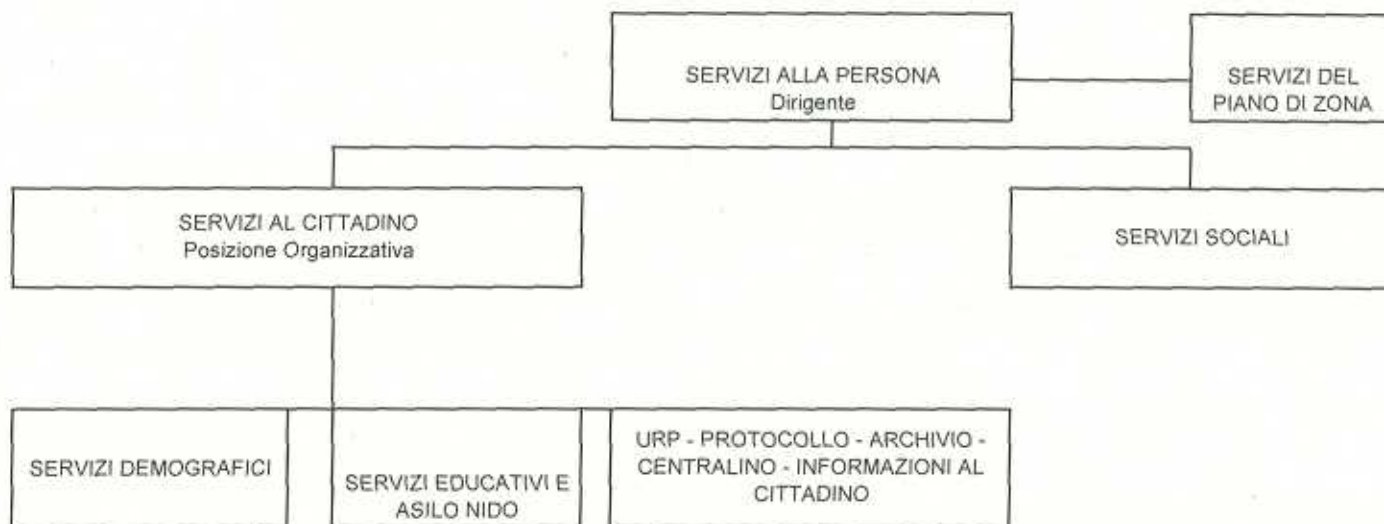 SERVIZI ALLA PERSONA
Dirigente
SERVIZI DEL
PIANO DI ZONA
SERVIZI AL CITTADINO
Posizione Organizzativa
SERVIZI SOCIALI
SERVIZI DEMOGRAFICI
SERVIZI EDUCATIVI E
ASILO NIDO
URP - PROTOCOLLO - ARCHIVIO -
CENTRALINO - INFORMAZIONI AL
CITTADINO